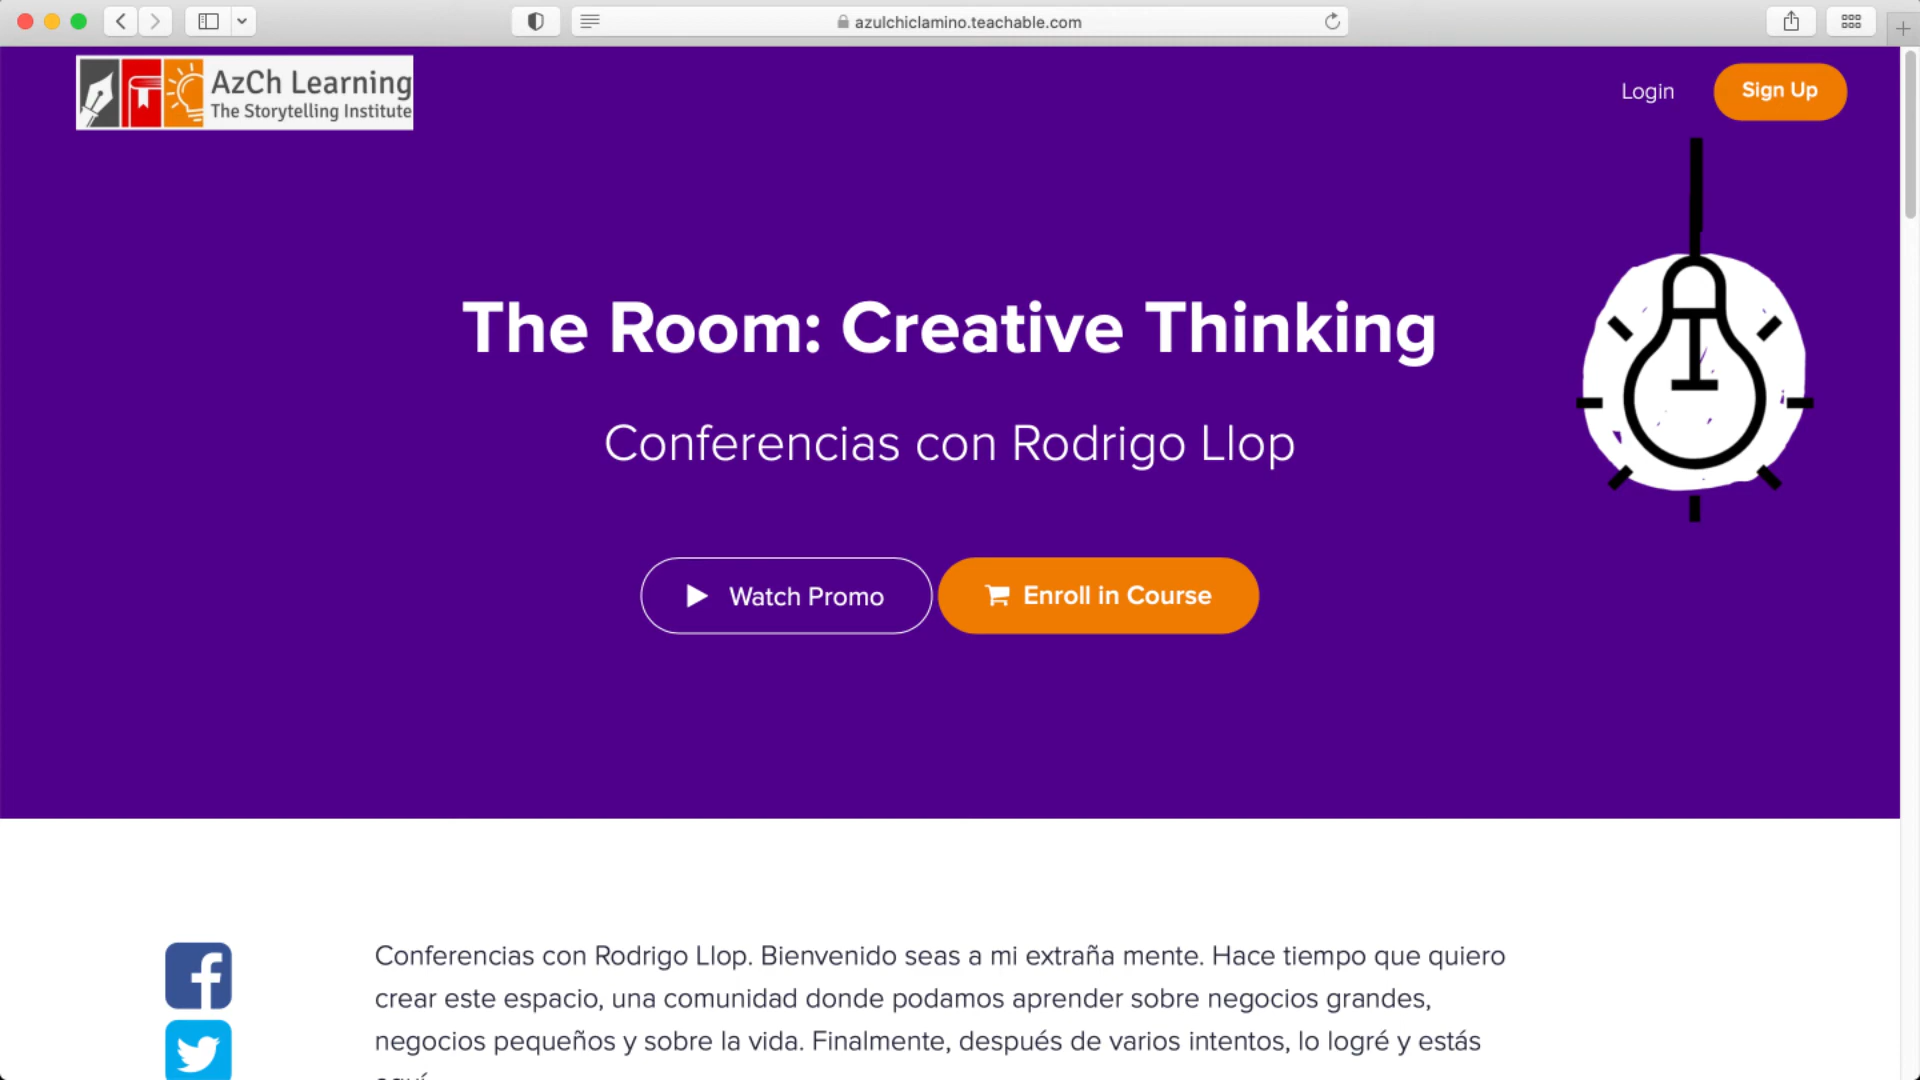 azulchiclamino.teachable.com
AzCh Learning
The Storytelling Institute
Login
Sign Up
The Room: Creative Thinking
Conferencias con Rodrigo Llop
Watch Promo
Enroll in Course
Conferencias con Rodrigo Llop. Bienvenido seas a mi extraña mente. Hace tiempo que quiero
crear este espacio, una comunidad donde podamos aprender sobre negocios grandes,
negocios pequeños y sobre la vida. Finalmente, después de varios intentos, lo logré y estás